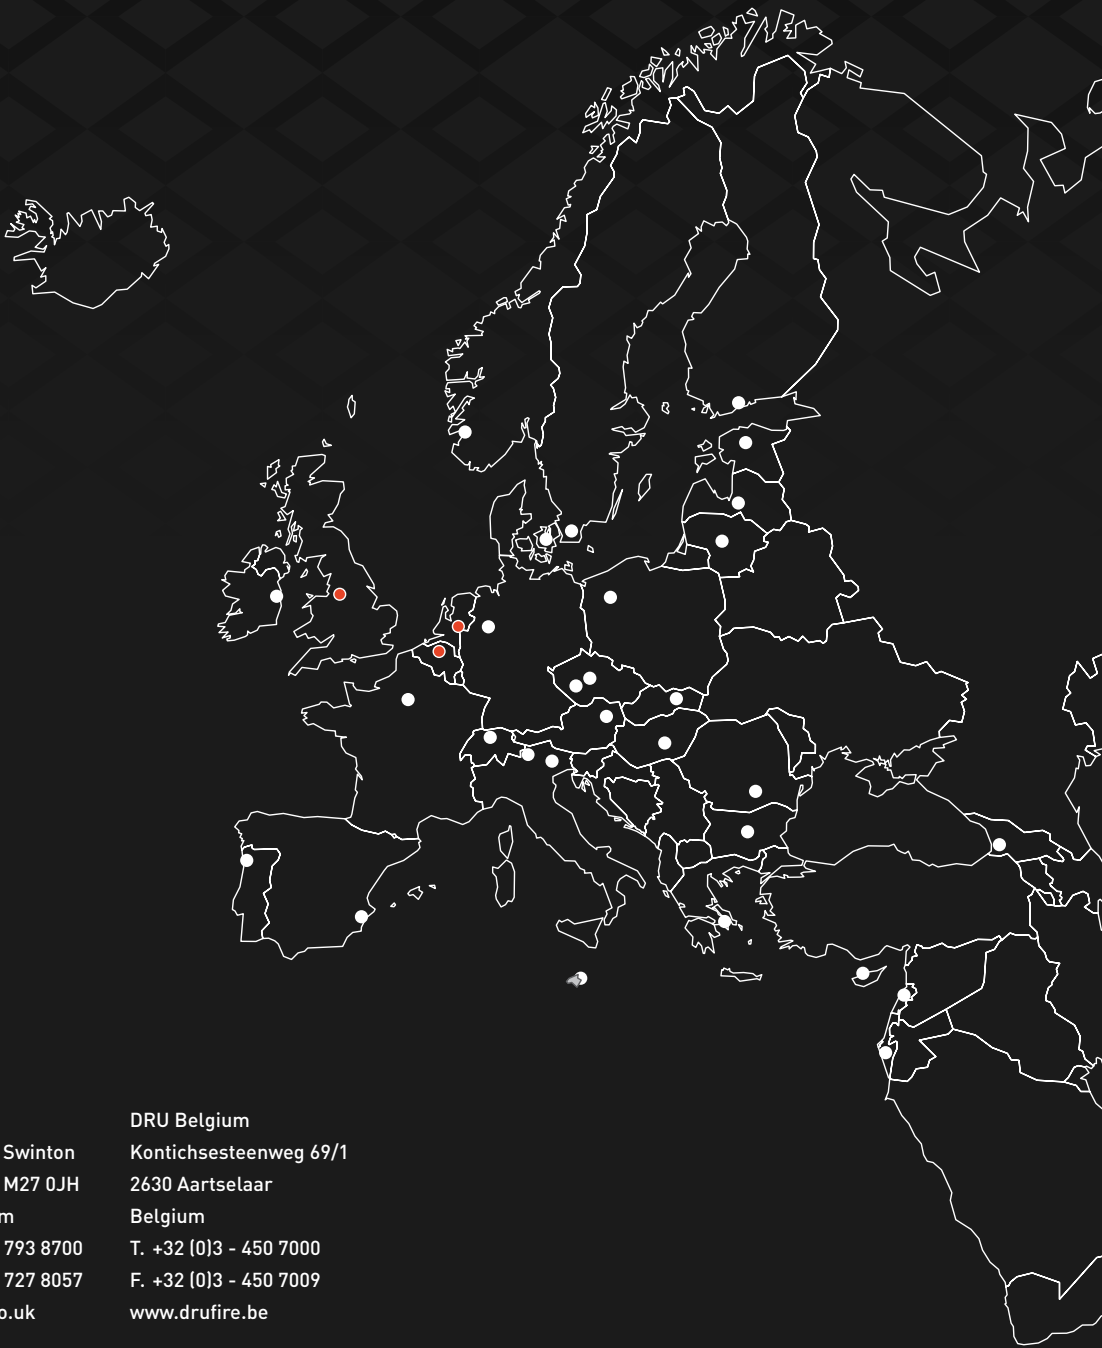 Swinton
M27 0JH
m
793 8700
727 8057
o.uk
DRU Belgium
Kontichsesteenweg 69/1
2630 Aartselaar
Belgium
T. +32 (0)3 - 450 7000
F. +32 (0)3 - 450 7009
www.drufire.be